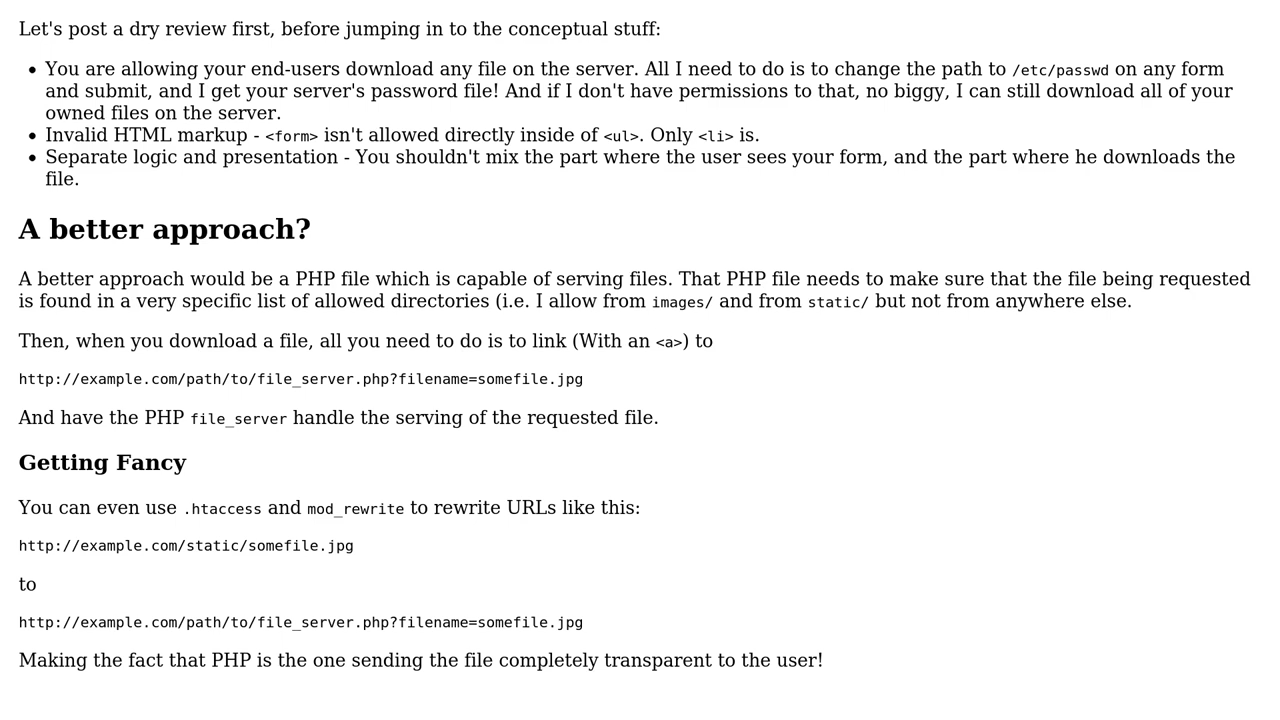 Let's post a dry review first, before jumping in to the conceptual stuff:
• You are allowing your end-users download any file on the server. All I need to do is to change the path to /etc/passwd on any form
and submit, and I get your server's password file! And if I don't have permissions to that, no biggy, I can still download all of your
owned files on the server.
• Invalid HTML markup - <form> isn't allowed directly inside of <ul>. Only <li> is.
• Separate logic and presentation - You shouldn't mix the part where the user sees your form, and the part where he downloads the
file.
A better approach?
A better approach would be a PHP file which is capable of serving files. That PHP file needs to make sure that the file being requested
is found in a very specific list of allowed directories (i.e. I allow from images/ and from static/ but not from anywhere else.
Then, when you download a file, all you need to do is to link (With an <a>) to
http://example.com/path/to/file_server.php?filename=somefile.jpg
And have the PHP file_server handle the serving of the requested file.
Getting Fancy
You can even use .htaccess and mod_rewrite to rewrite URLs like this:
http://example.com/static/somefile.jpg
to
http://example.com/path/to/file_server.php?filename=somefile.jpg
Making the fact that PHP is the one sending the file completely transparent to the user!